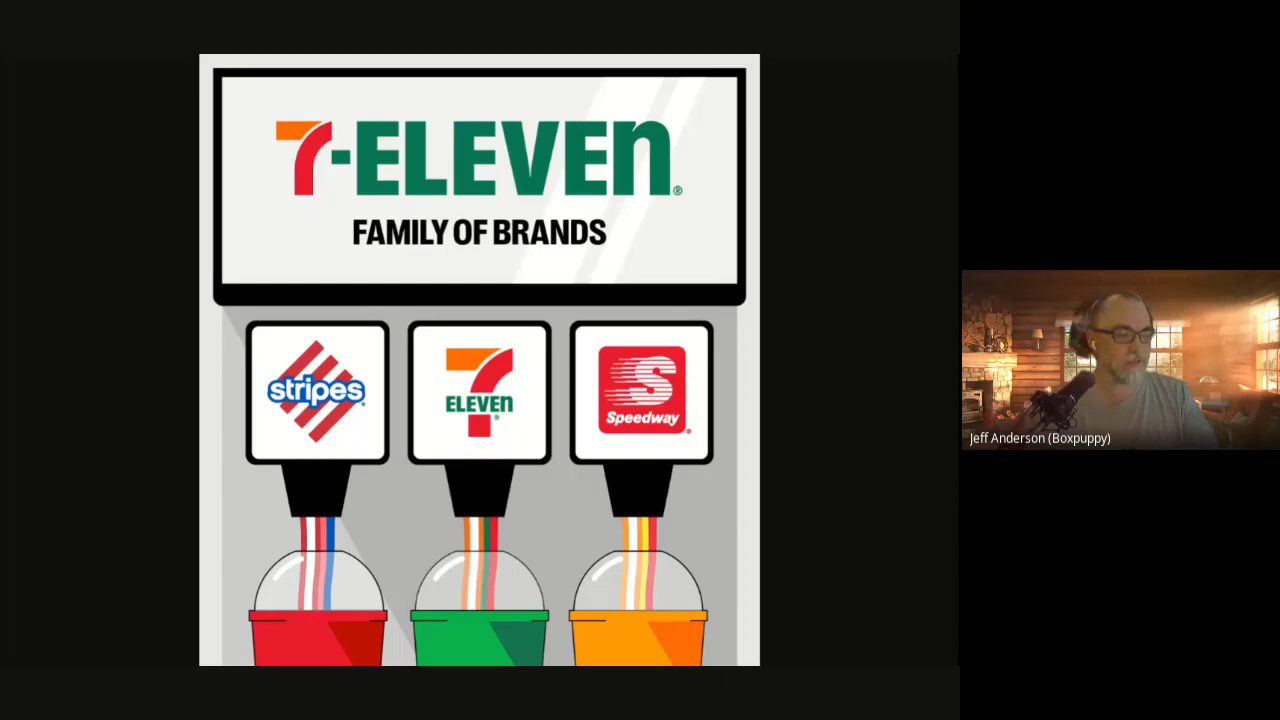 7-ELEVEn®
FAMILY OF BRANDS
stripes®
7
ELEVEn®
S
Speedway®
Jeff Anderson (Boxpuppy)